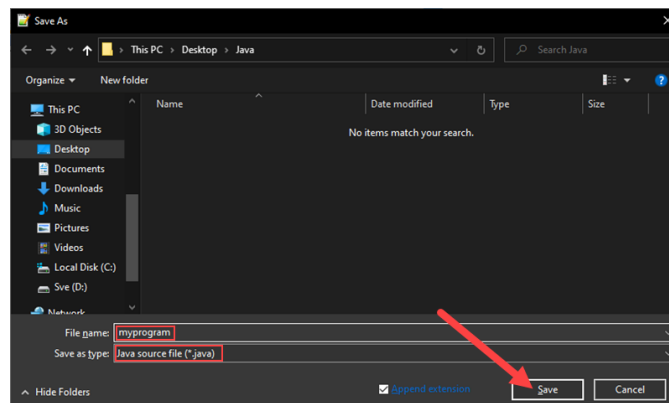 Save As
This PC > Desktop > Java
Search Java
Organize
New folder
Name
Date modified
Type
Size
This PC
3D Objects
Desktop
Documents
Downloads
Music
Pictures
Videos
Local Disk (C:)
Sve (D:)
Network
No items match your search.
File name: myprogram
Save as type: Java source file (*.java)
Hide Folders
Append extension
Save
Cancel